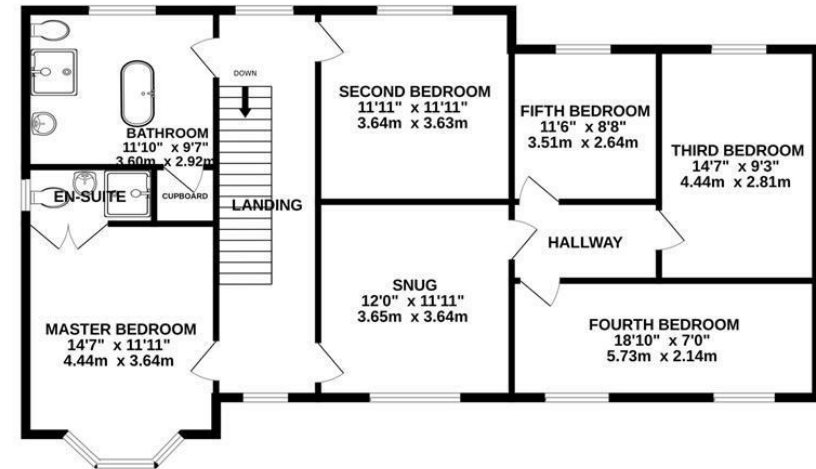 BATHROOM
11'10" x 9'7"
3.60m x 2.92m
DOWN
SECOND BEDROOM
11'11" x 11'11"
3.64m x 3.63m
FIFTH BEDROOM
11'6" x 8'8"
3.51m x 2.64m
THIRD BEDROOM
14'7" x 9'3"
4.44m x 2.81m
EN-SUITE
CUPBOARD
LANDING
HALLWAY
SNUG
12'0" x 11'11"
3.65m x 3.64m
MASTER BEDROOM
14'7" x 11'11"
4.44m x 3.64m
FOURTH BEDROOM
18'10" x 7'0"
5.73m x 2.14m